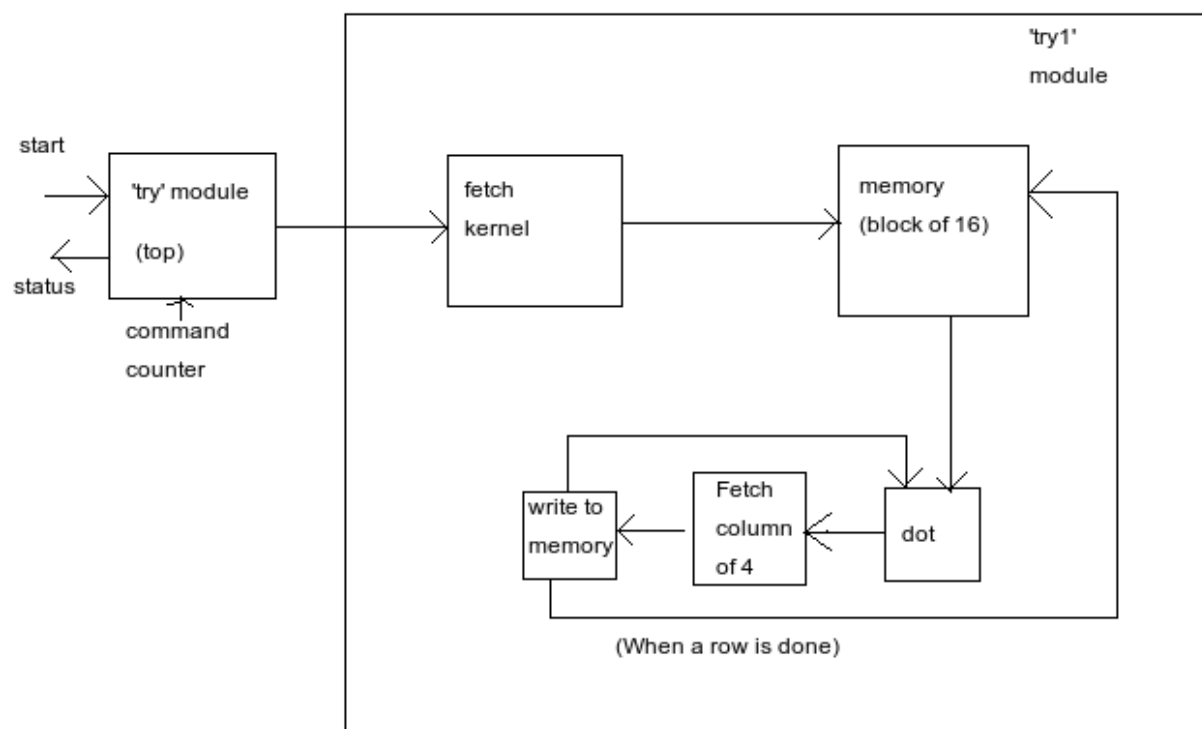 'try1'
module
start
'try' module
(top)
status
command
counter
fetch
kernel
memory
(block of 16)
write to
memory
Fetch
column
of 4
dot
(When a row is done)